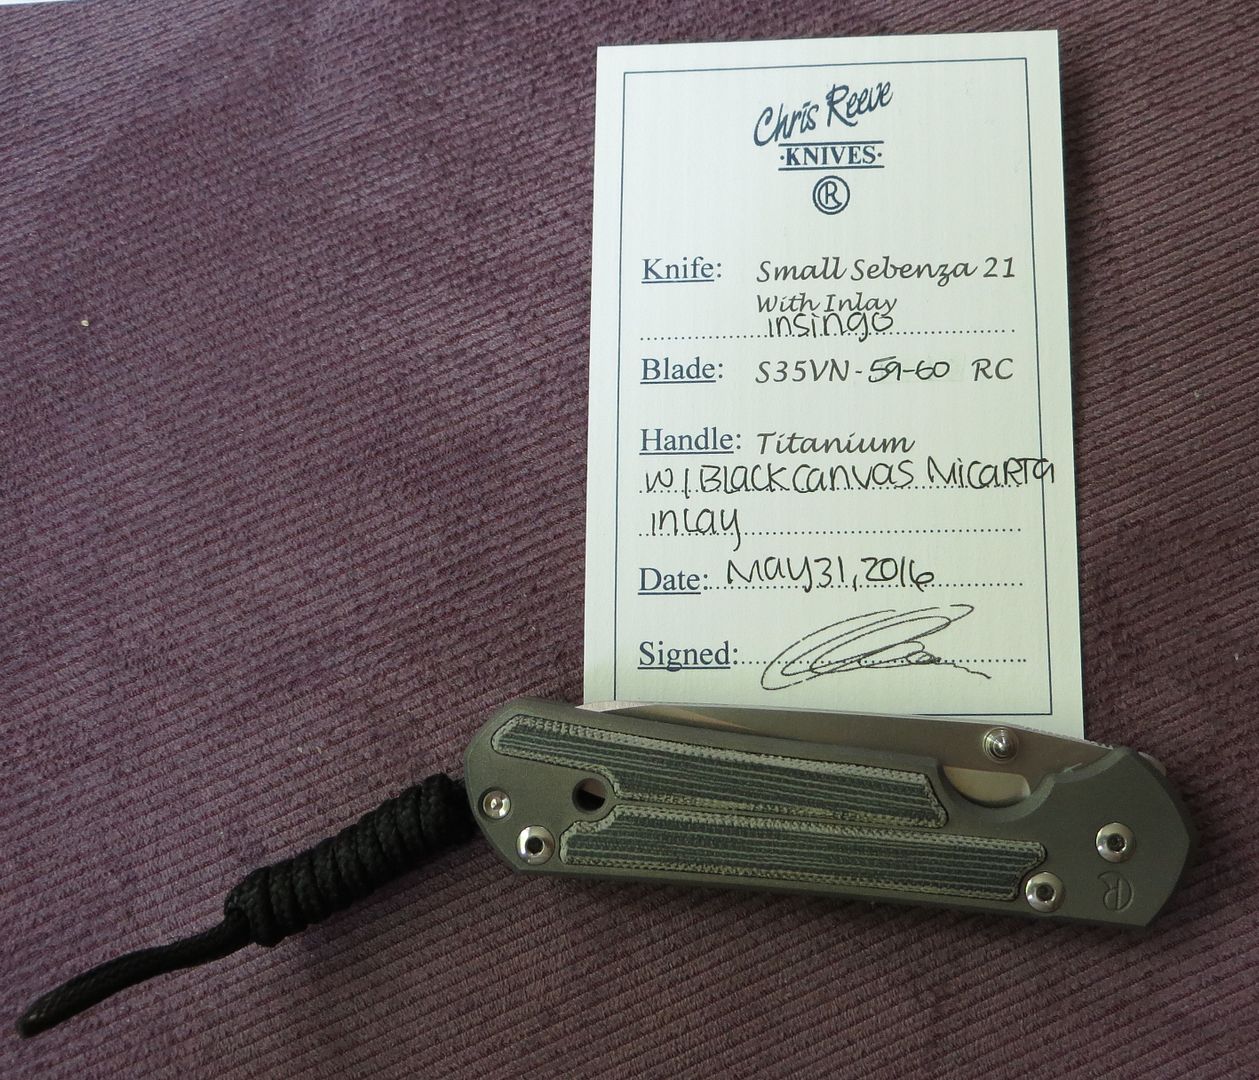 Chris Reeve
·KNIVES·
R
Knife: Small Sebenza 21
With Inlay
insingo
Blade: S35VN-59-60 RC
Handle: Titanium
W/BLACK CANVAS MICARTA
INLAY
Date: MAY 31, 2016
Signed: